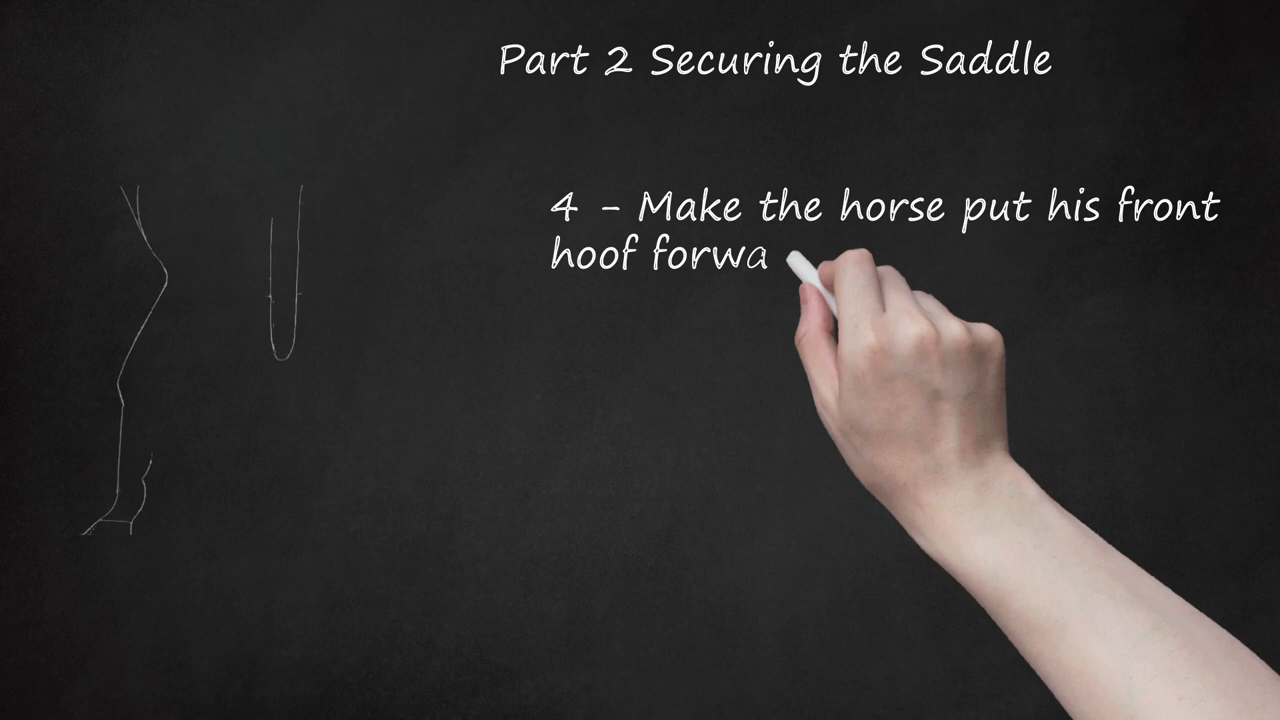 Part 2 Securing the Saddle
4 - Make the horse put his front
hoof forwa